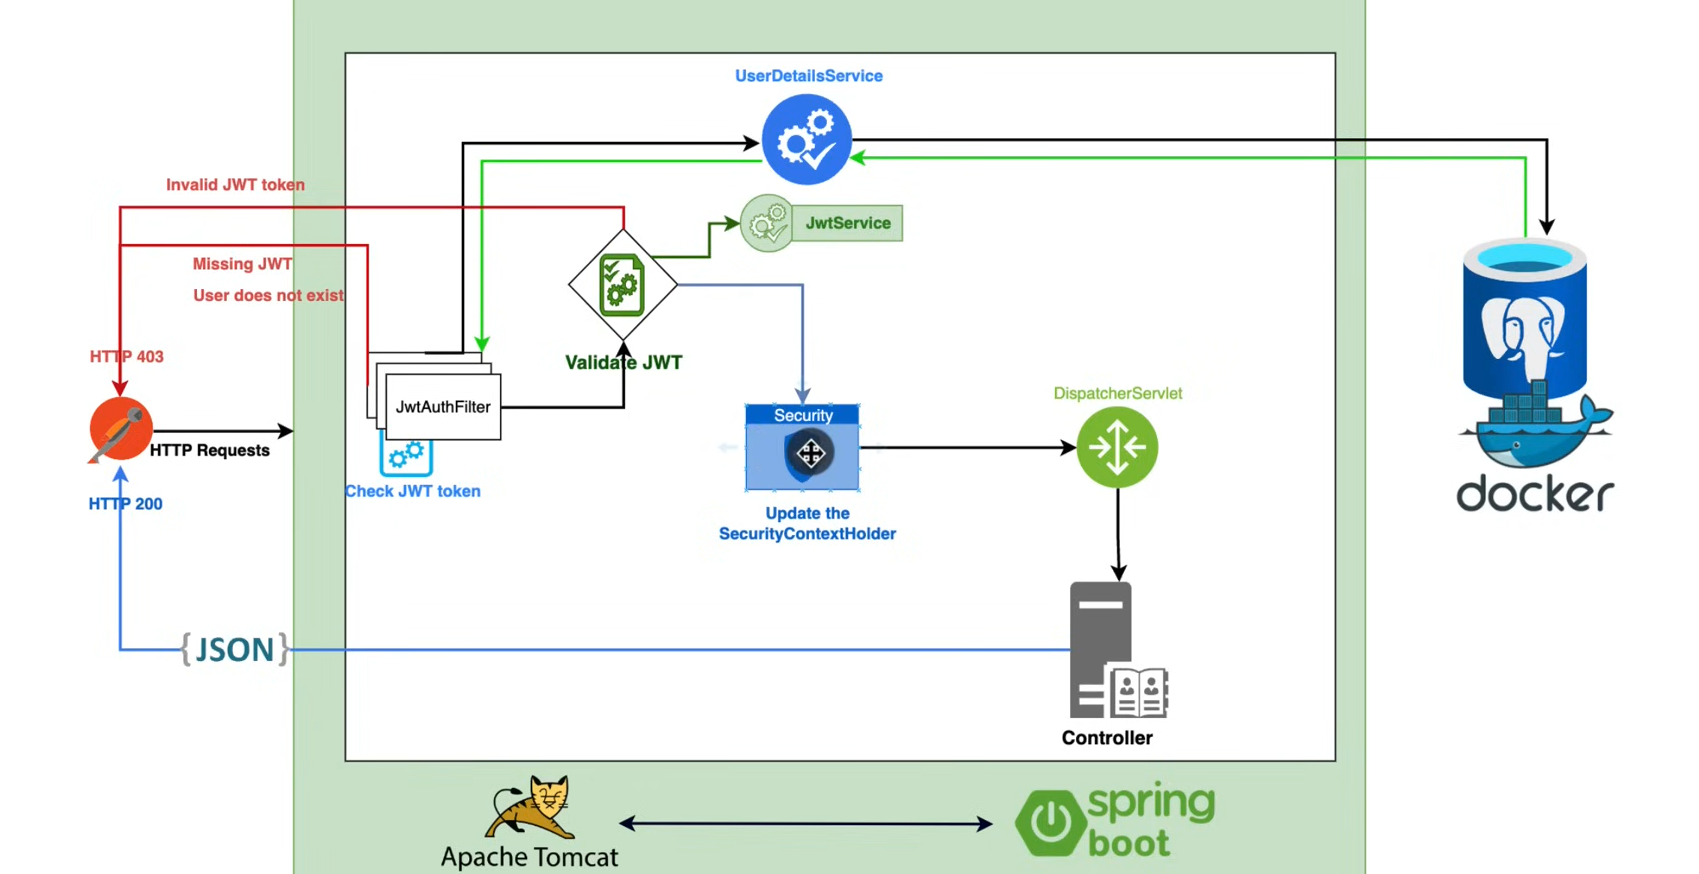 UserDetailsService
Invalid JWT token
JwtService
Missing JWT
User does not exist
HTTP 403
Validate JWT
DispatcherServlet
JwtAuthFilter
Security
HTTP Requests
Check JWT token
HTTP 200
Update the
SecurityContextHolder
docker
{JSON}
Controller
spring
boot
Apache Tomcat